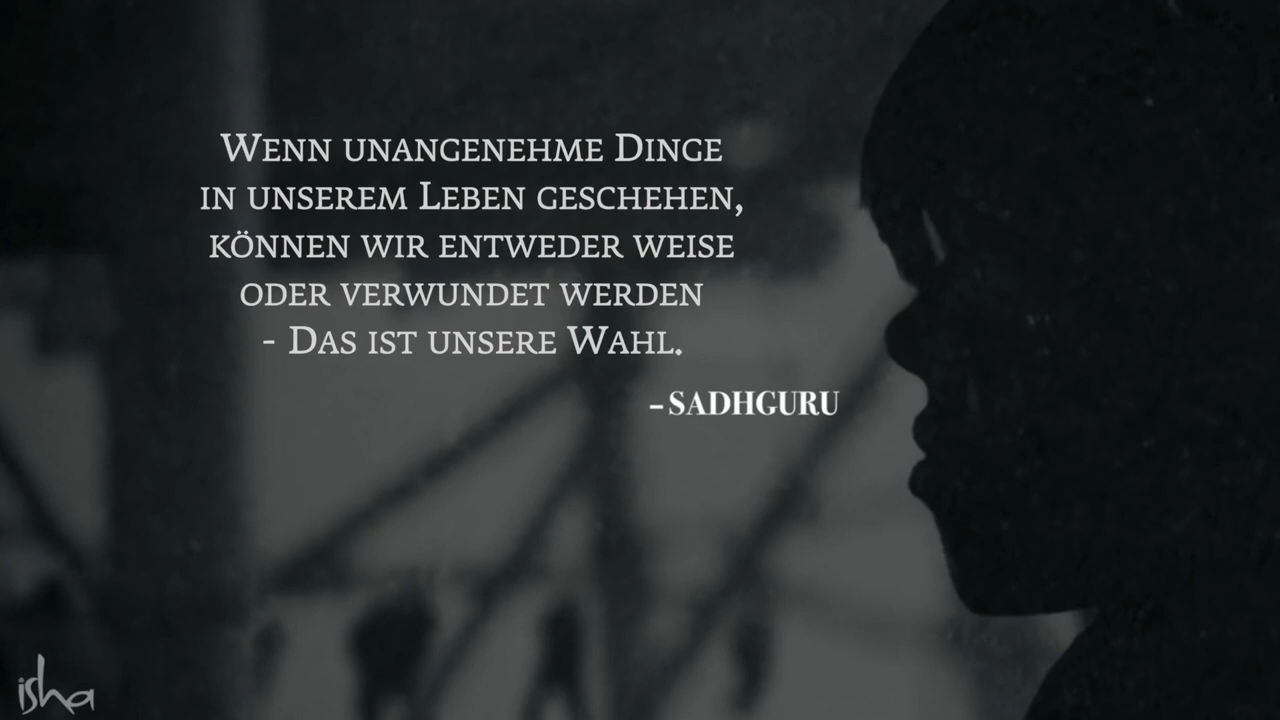 Wenn unangenehme Dinge
in unserem Leben geschehen,
können wir entweder weise
oder verwundet werden
- Das ist unsere Wahl.
– SADHGURU
isha